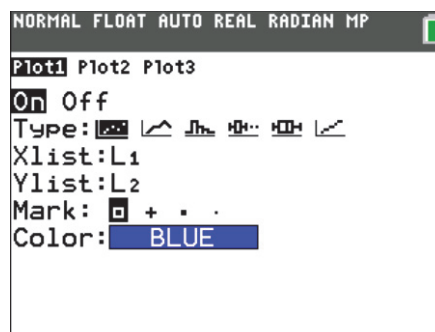 NORMAL FLOAT AUTO REAL RADIAN MP
Plot1 Plot2 Plot3
On Off
Type:
Xlist:L1
Ylist:L2
Mark: □ + ▪ ·
Color: BLUE